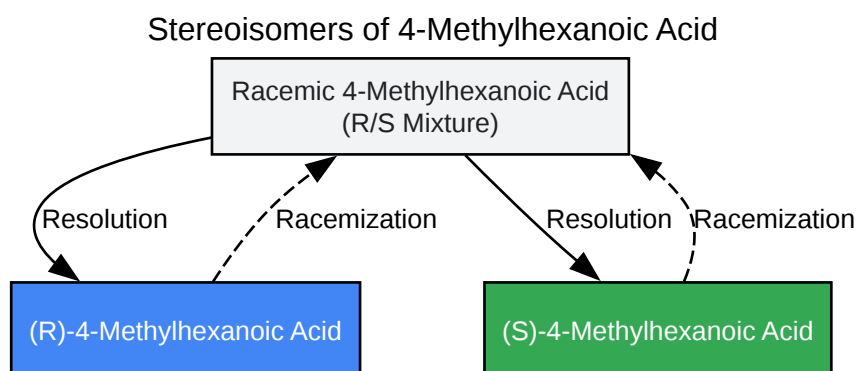 Stereoisomers of 4-Methylhexanoic Acid
Racemic 4-Methylhexanoic Acid
(R/S Mixture)
Resolution
Racemization
Resolution
Racemization
(R)-4-Methylhexanoic Acid
(S)-4-Methylhexanoic Acid